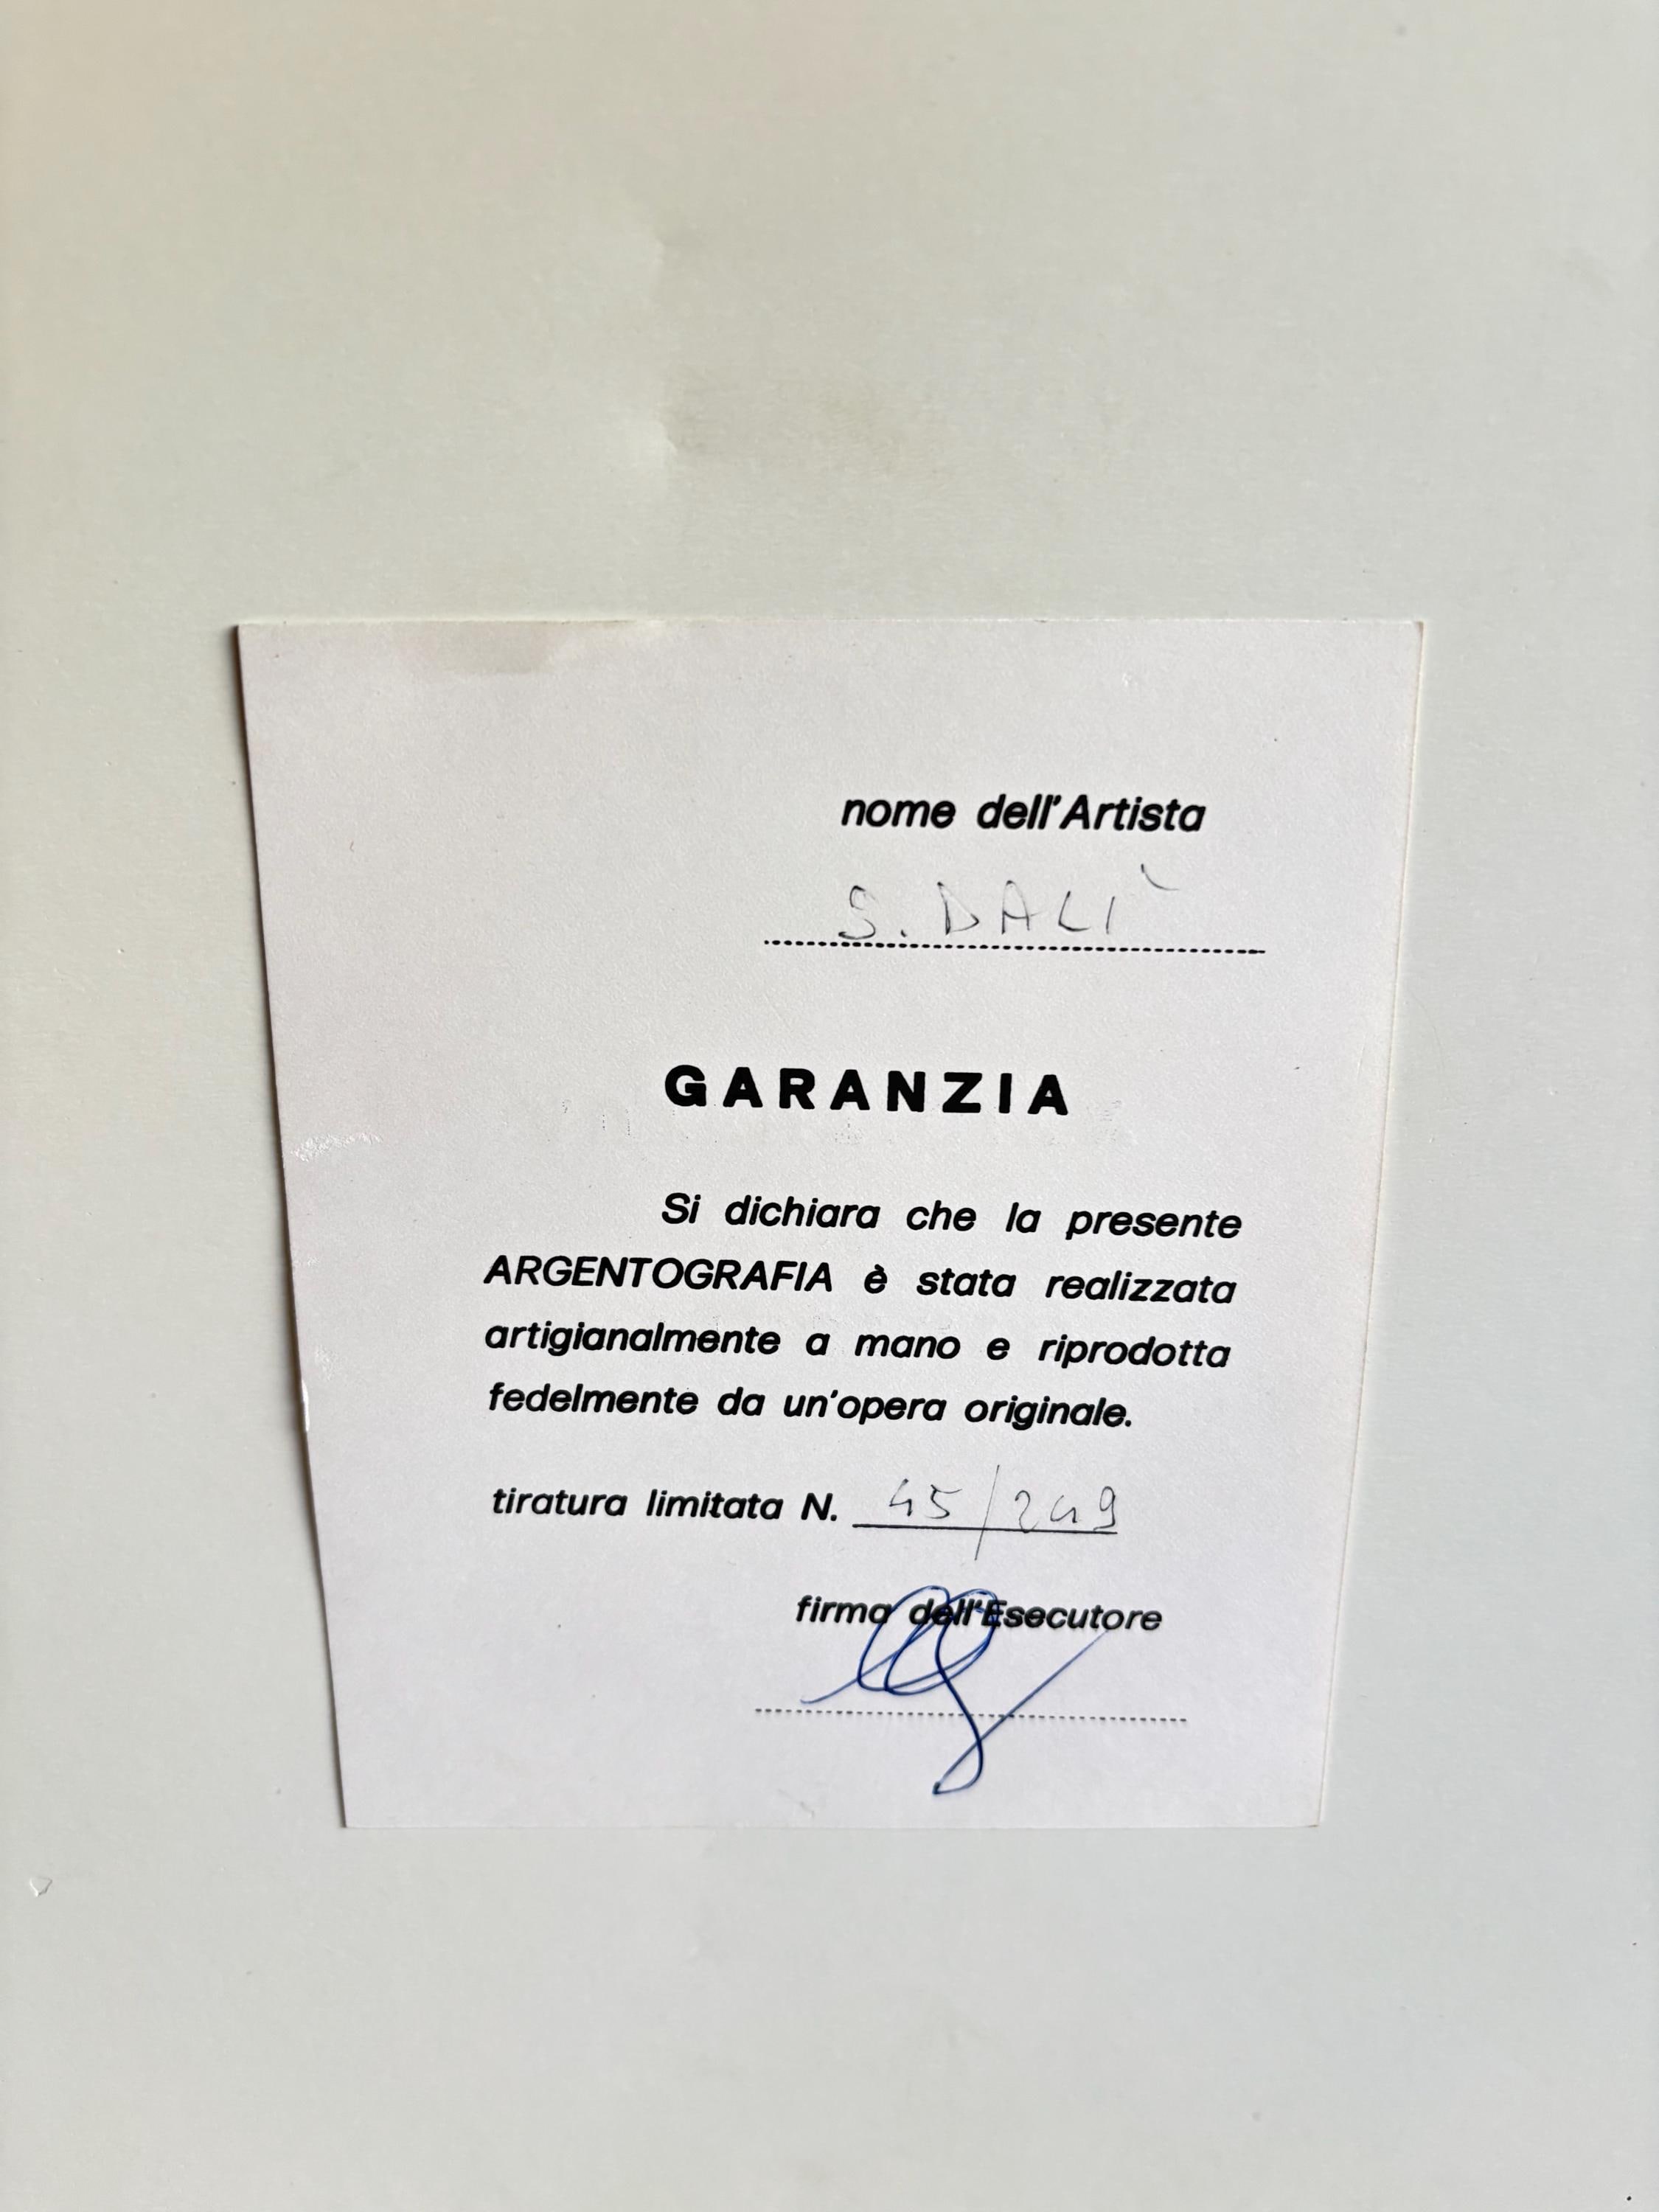 nome dell'Artista
S. DALI`
GARANZIA
Si dichiara che la presente
ARGENTOGRAFIA è stata realizzata
artigianalmente a mano e riprodotta
fedelmente da un'opera originale.
tiratura limitata N. 45/249
firma dell'Esecutore